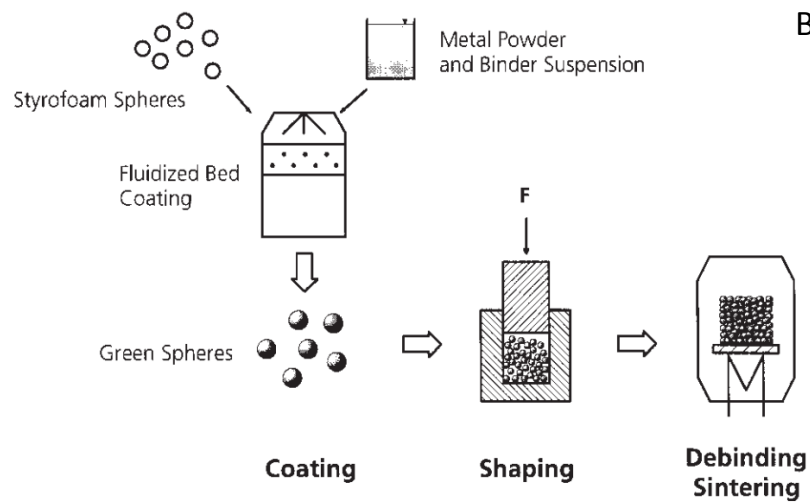 B
Metal Powder
and Binder Suspension
Styrofoam Spheres
Fluidized Bed
Coating
F
Green Spheres
Coating
Shaping
Debinding
Sintering